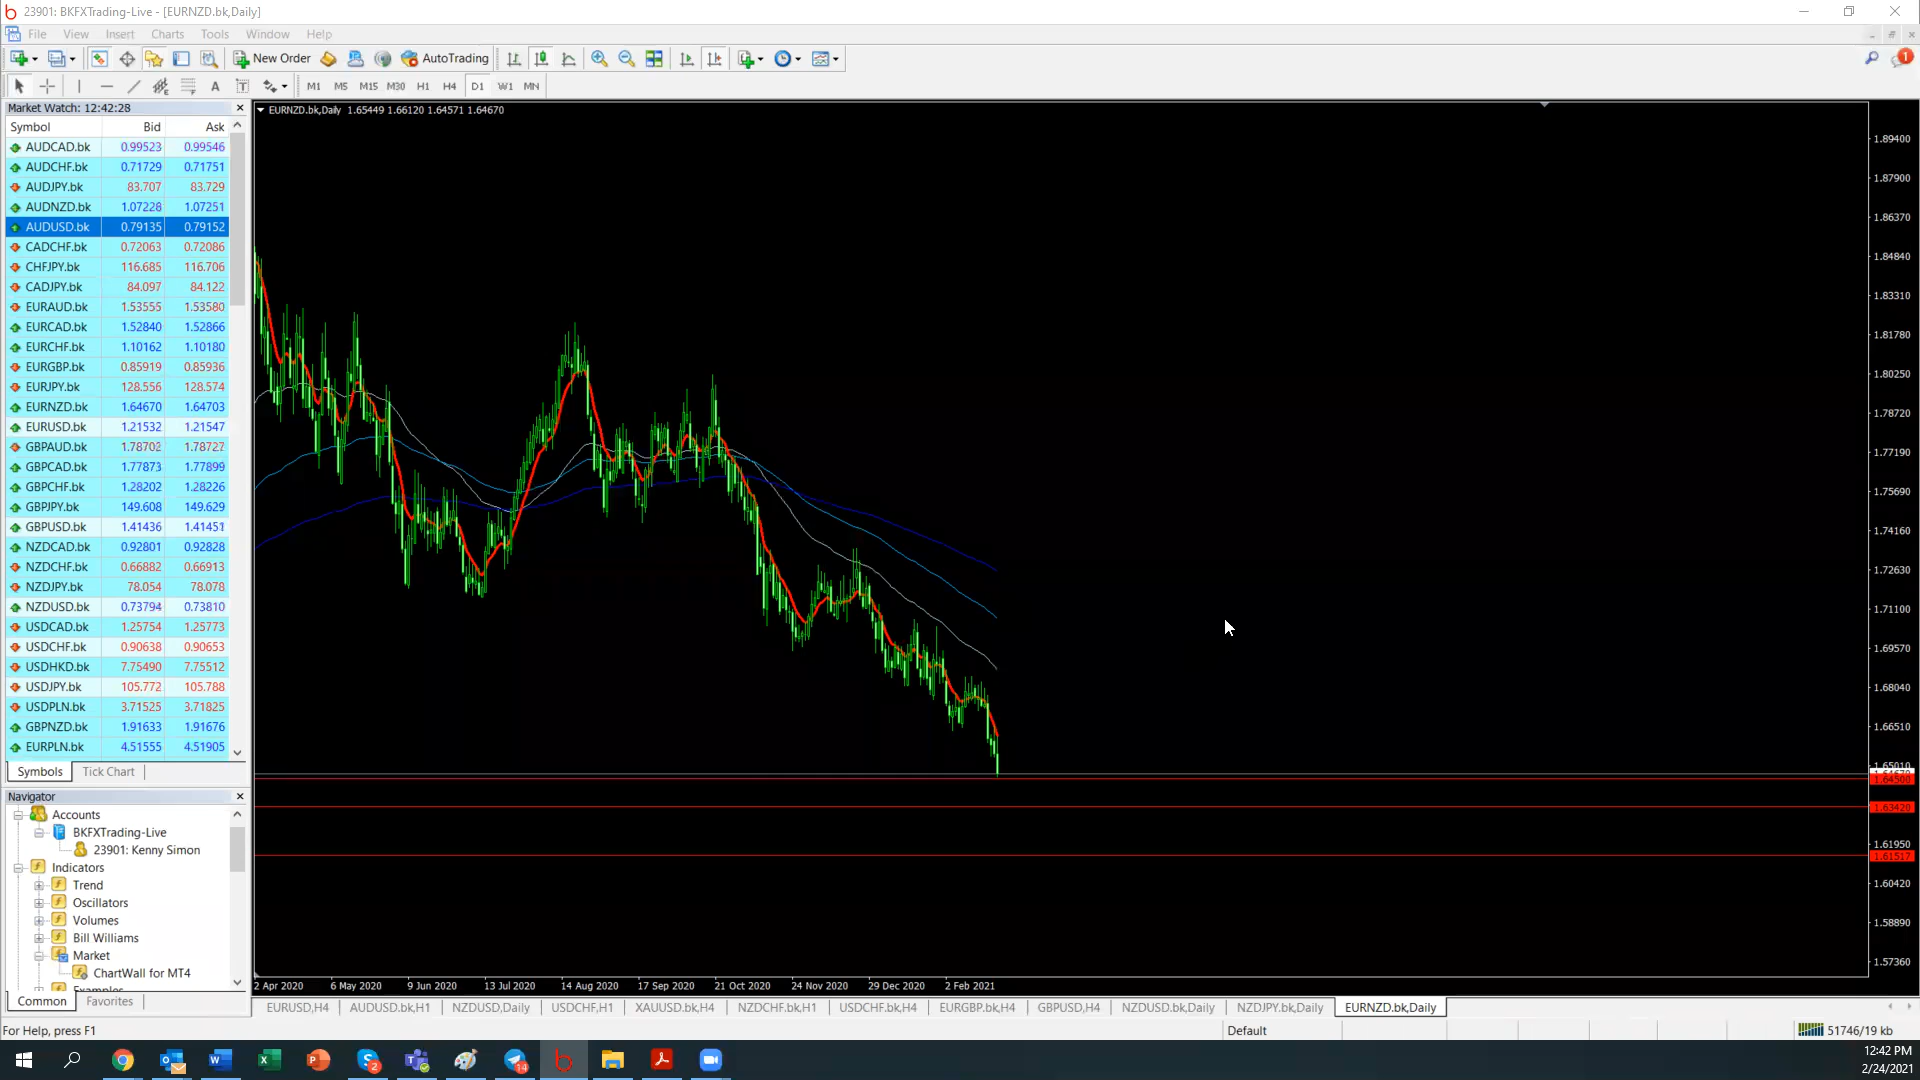 23901: BKFXTrading-Live - [EURNZD.bk,Daily]
File View Insert Charts Tools Window Help
New Order AutoTrading 1
A T M1 M5 M15 M30 H1 H4 D1 W1 MN
Market Watch: 12:42:28
Symbol Bid Ask
AUDCAD.bk 0.99523 0.99546
AUDCHF.bk 0.71729 0.71751
AUDJPY.bk 83.707 83.729
AUDNZD.bk 1.07228 1.07251
AUDUSD.bk 0.79135 0.79152
CADCHF.bk 0.72063 0.72086
CHFJPY.bk 116.685 116.706
CADJPY.bk 84.097 84.122
EURAUD.bk 1.53555 1.53580
EURCAD.bk 1.52840 1.52866
EURCHF.bk 1.10162 1.10180
EURGBP.bk 0.85919 0.85936
EURJPY.bk 128.556 128.574
EURNZD.bk 1.64670 1.64703
EURUSD.bk 1.21532 1.21547
GBPAUD.bk 1.78702 1.78727
GBPCAD.bk 1.77873 1.77899
GBPCHF.bk 1.28202 1.28226
GBPJPY.bk 149.608 149.629
GBPUSD.bk 1.41436 1.41451
NZDCAD.bk 0.92801 0.92828
NZDCHF.bk 0.66882 0.66913
NZDJPY.bk 78.054 78.078
NZDUSD.bk 0.73794 0.73810
USDCAD.bk 1.25754 1.25773
USDCHF.bk 0.90638 0.90653
USDHKD.bk 7.75490 7.75512
USDJPY.bk 105.772 105.788
USDPLN.bk 3.71525 3.71825
GBPNZD.bk 1.91633 1.91676
EURPLN.bk 4.51555 4.51905
Symbols Tick Chart
Navigator
Accounts
BKFXTrading-Live
23901: Kenny Simon
Indicators
Trend
Oscillators
Volumes
Bill Williams
Market
ChartWall for MT4
Examples
Common Favorites
EURNZD.bk,Daily 1.65449 1.66120 1.64571 1.64670
1.89400
1.87900
1.86370
1.84840
1.83310
1.81780
1.80250
1.78720
1.77190
1.75690
1.74160
1.72630
1.71100
1.69570
1.68040
1.66510
1.65010
1.64500
1.63420
1.61950
1.61517
1.60420
1.58890
1.57360
2 Apr 2020 6 May 2020 9 Jun 2020 13 Jul 2020 14 Aug 2020 17 Sep 2020 21 Oct 2020 24 Nov 2020 29 Dec 2020 2 Feb 2021
EURUSD,H4 AUDUSD.bk,H1 NZDUSD,Daily USDCHF,H1 XAUUSD.bk,H4 NZDCHF.bk,H1 USDCHF.bk,H4 EURGBP.bk,H4 GBPUSD,H4 NZDUSD.bk,Daily NZDJPY.bk,Daily EURNZD.bk,Daily
For Help, press F1 Default 51746/19 kb
2 14
12:42 PM
2/24/2021